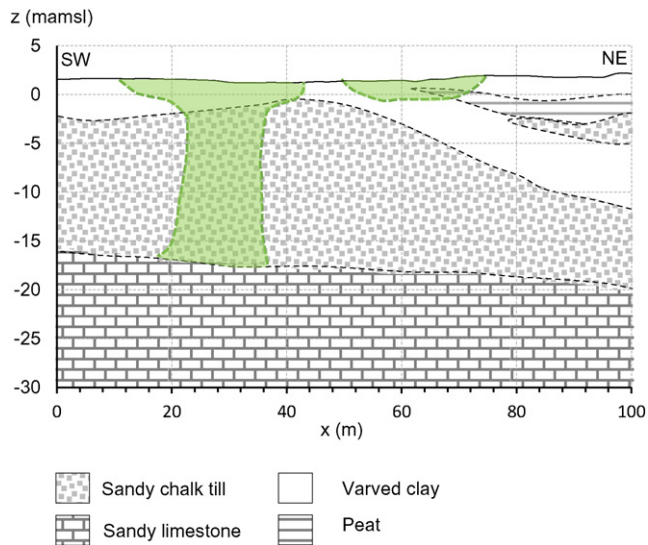 z (mamsl)
5
SW
NE
0
-5
-10
-15
-20
-25
-30
0 20 40 60 80 100
x (m)
Sandy chalk till
Varved clay
Sandy limestone
Peat